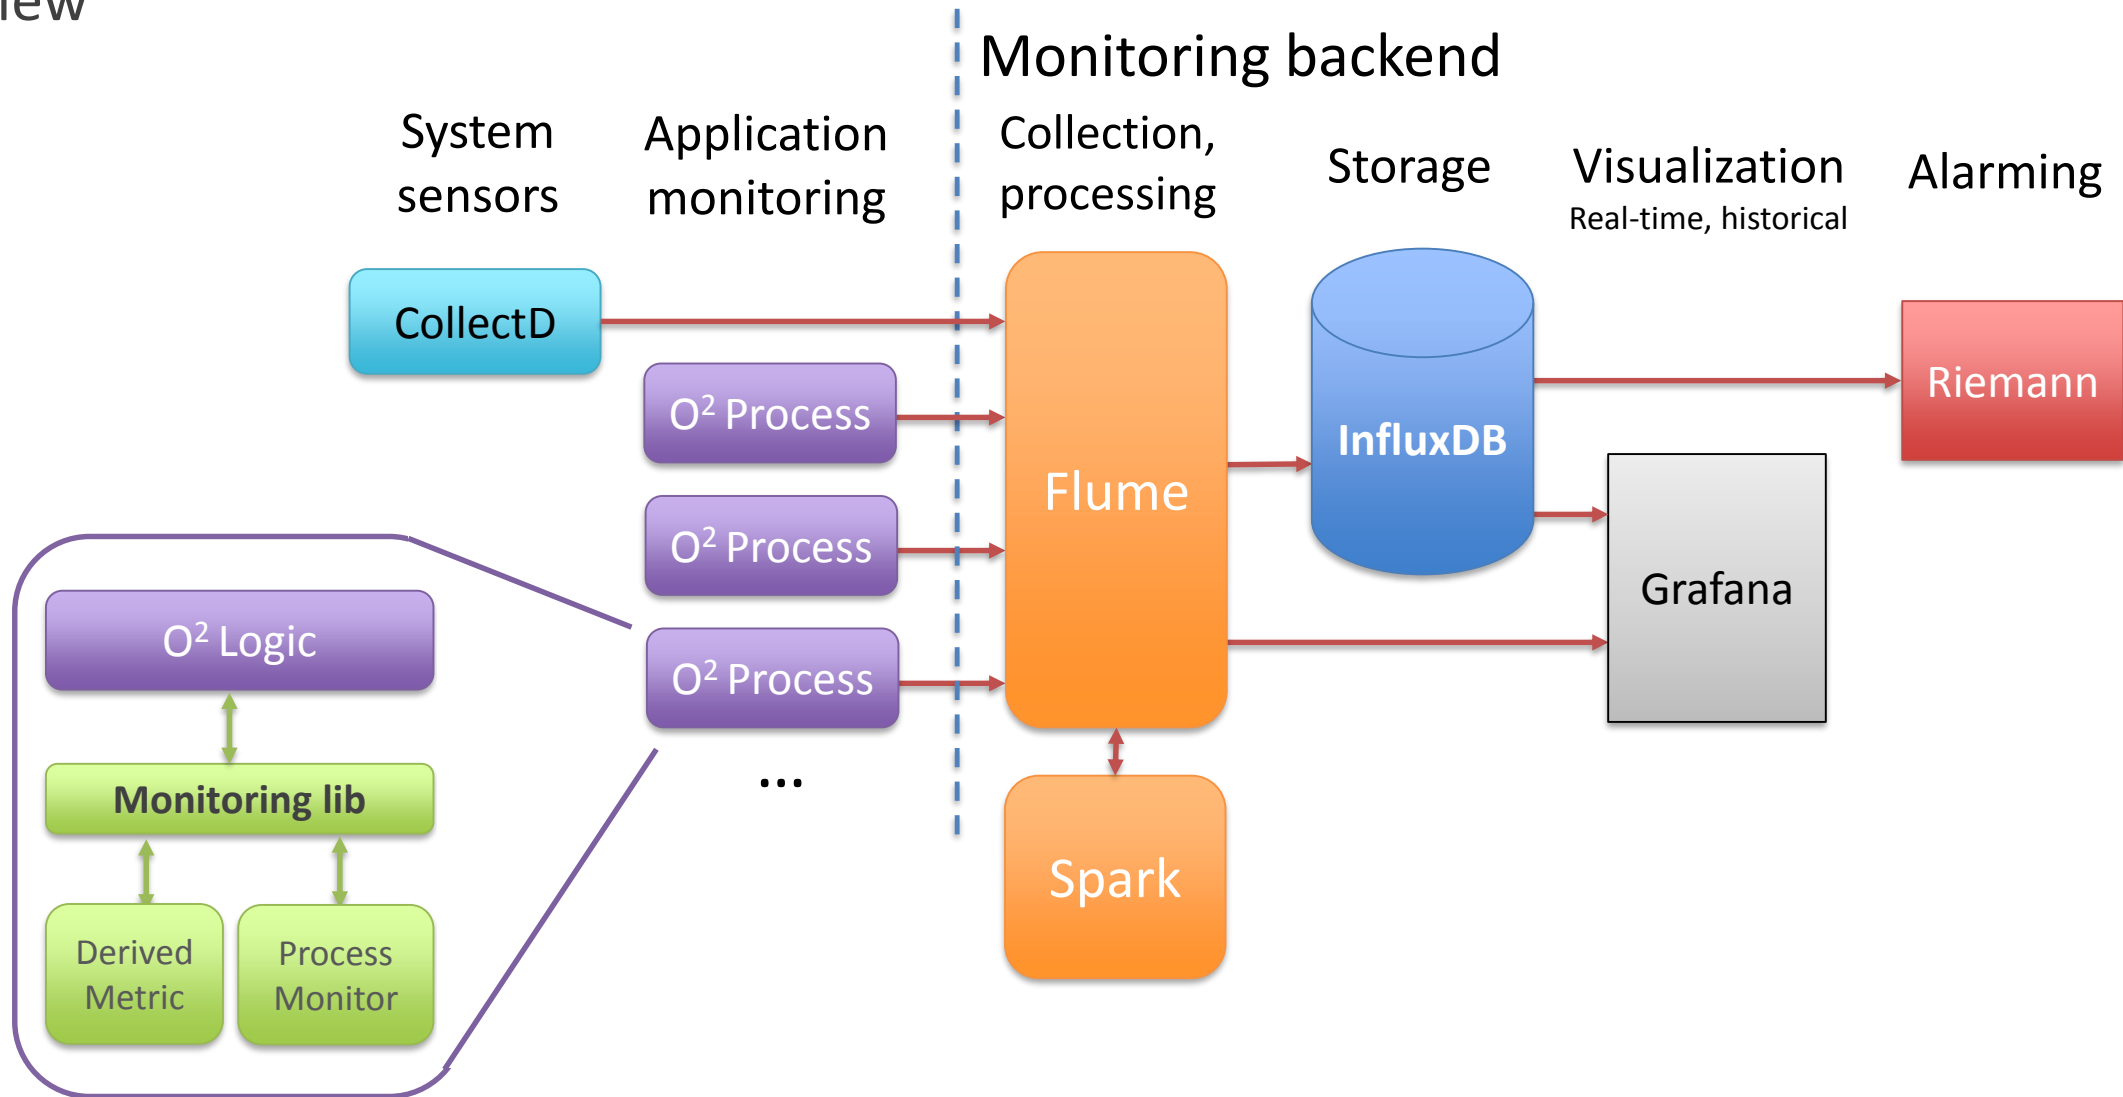 Monitoring backend
System
sensors
Application
monitoring
Collection,
processing
Storage
Visualization
Real-time, historical
Alarming
CollectD
O² Process
O² Process
O² Process
...
Flume
Spark
InfluxDB
Riemann
Grafana
O² Logic
Monitoring lib
Derived
Metric
Process
Monitor